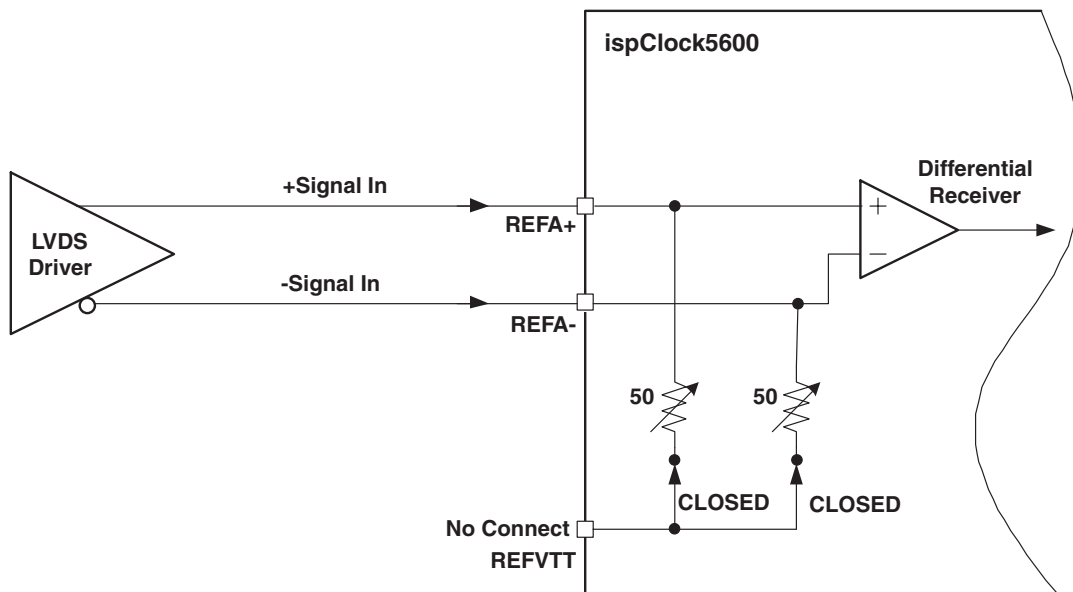 ispClock5600
+Signal In
Differential
Receiver
REFA+
+
LVDS
Driver
-Signal In
−
REFA-
50
50
CLOSED
CLOSED
No Connect
REFVTT